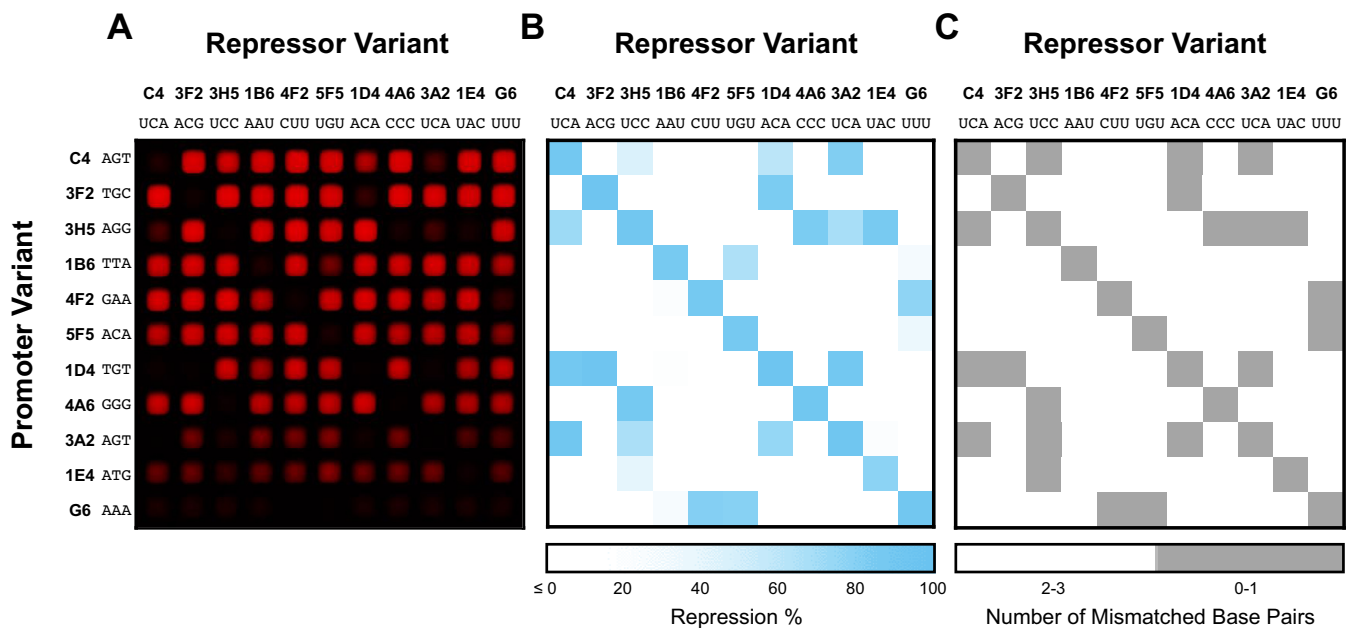 A
Repressor Variant
C4 3F2 3H5 1B6 4F2 5F5 1D4 4A6 3A2 1E4 G6
UCA ACG UCC AAU CUU UGU ACA CCC UCA UAC UUU
Promoter Variant
C4 AGT
3F2 TGC
3H5 AGG
1B6 TTA
4F2 GAA
5F5 ACA
1D4 TGT
4A6 GGG
3A2 AGT
1E4 ATG
G6 AAA
B
Repressor Variant
C4 3F2 3H5 1B6 4F2 5F5 1D4 4A6 3A2 1E4 G6
UCA ACG UCC AAU CUU UGU ACA CCC UCA UAC UUU
≤ 0 20 40 60 80 100
Repression %
C
Repressor Variant
C4 3F2 3H5 1B6 4F2 5F5 1D4 4A6 3A2 1E4 G6
UCA ACG UCC AAU CUU UGU ACA CCC UCA UAC UUU
2-3 0-1
Number of Mismatched Base Pairs